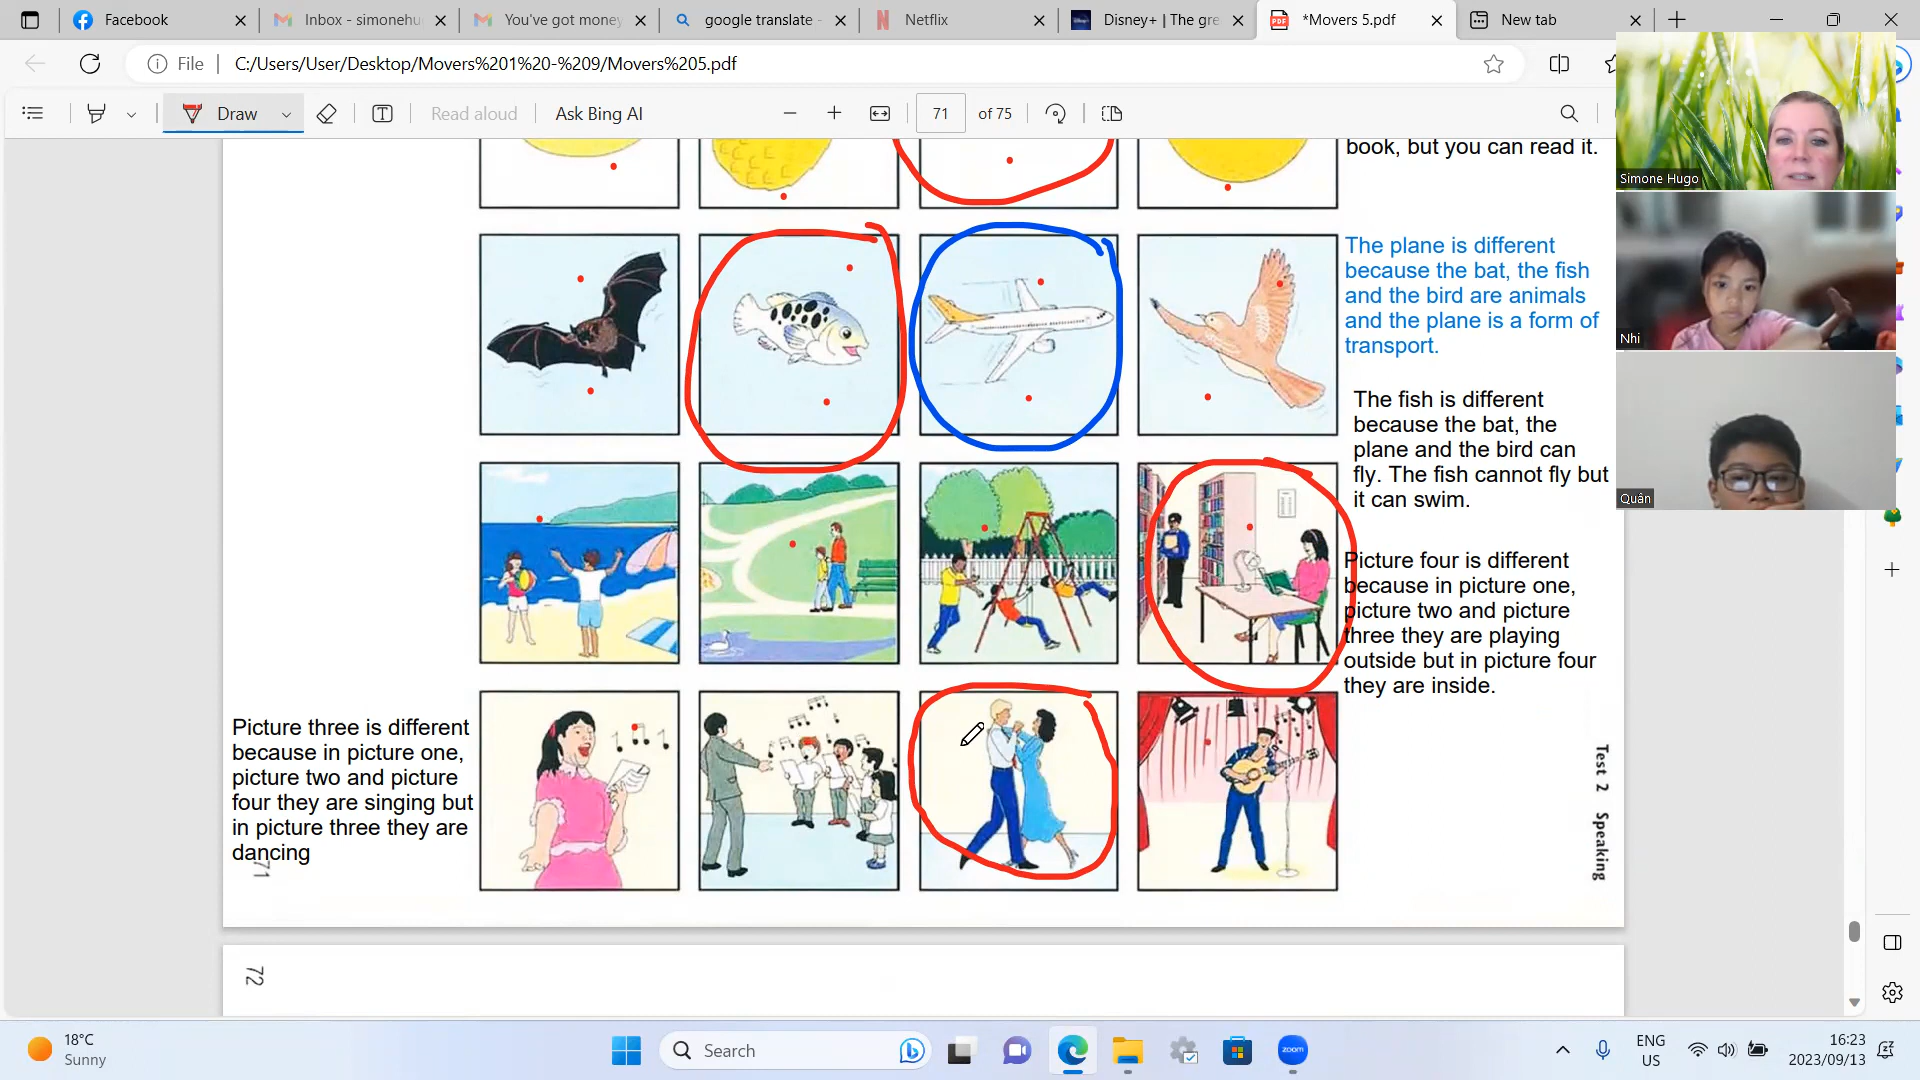 Facebook
Inbox - simonehu
You've got money
google translate -
Netflix
Disney+ | The gre
*Movers 5.pdf
New tab
File
C:/Users/User/Desktop/Movers%201%20-%209/Movers%205.pdf
Draw
Read aloud
Ask Bing AI
71
of 75
book, but you can read it.
The plane is different
because the bat, the fish
and the bird are animals
and the plane is a form of
transport.
The fish is different
because the bat, the
plane and the bird can
fly. The fish cannot fly but
it can swim.
Picture four is different
because in picture one,
picture two and picture
three they are playing
outside but in picture four
they are inside.
Picture three is different
because in picture one,
picture two and picture
four they are singing but
in picture three they are
dancing
71
Test 2 Speaking
72
Simone Hugo
Nhi
Quân
18°C
Sunny
Search
zoom
ENG
US
16:23
2023/09/13